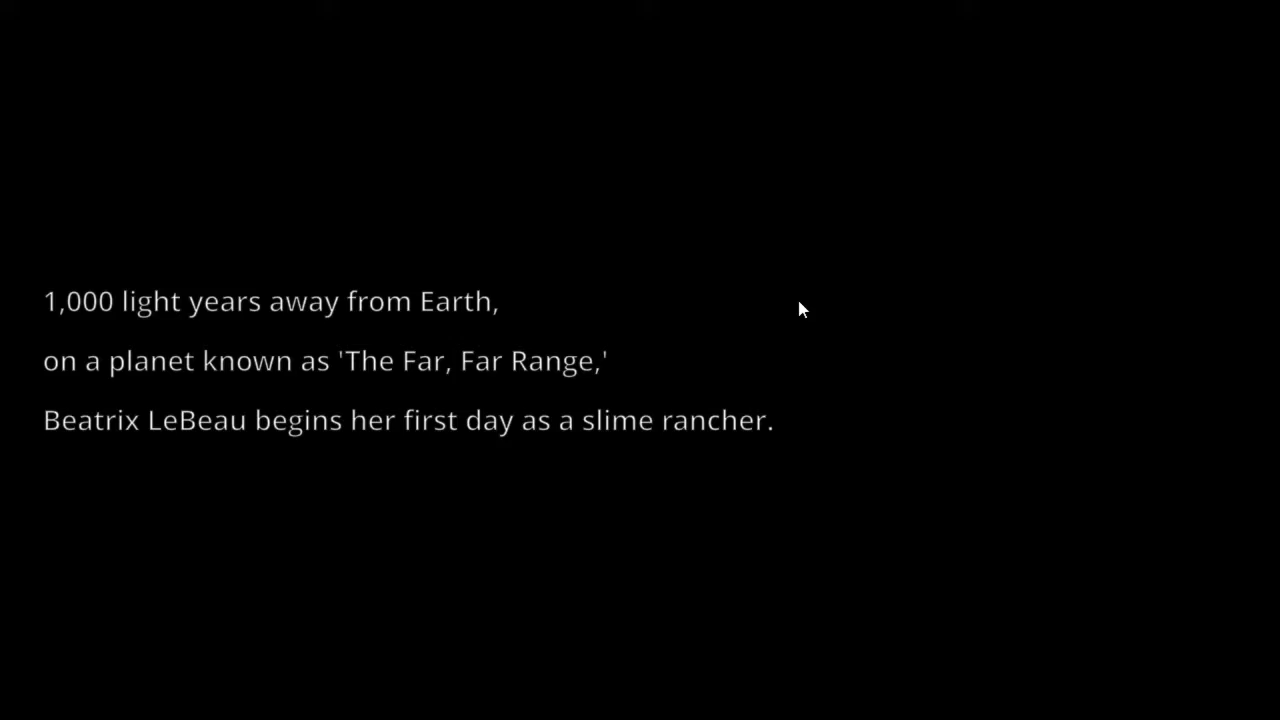 1,000 light years away from Earth,
on a planet known as 'The Far, Far Range,'
Beatrix LeBeau begins her first day as a slime rancher.